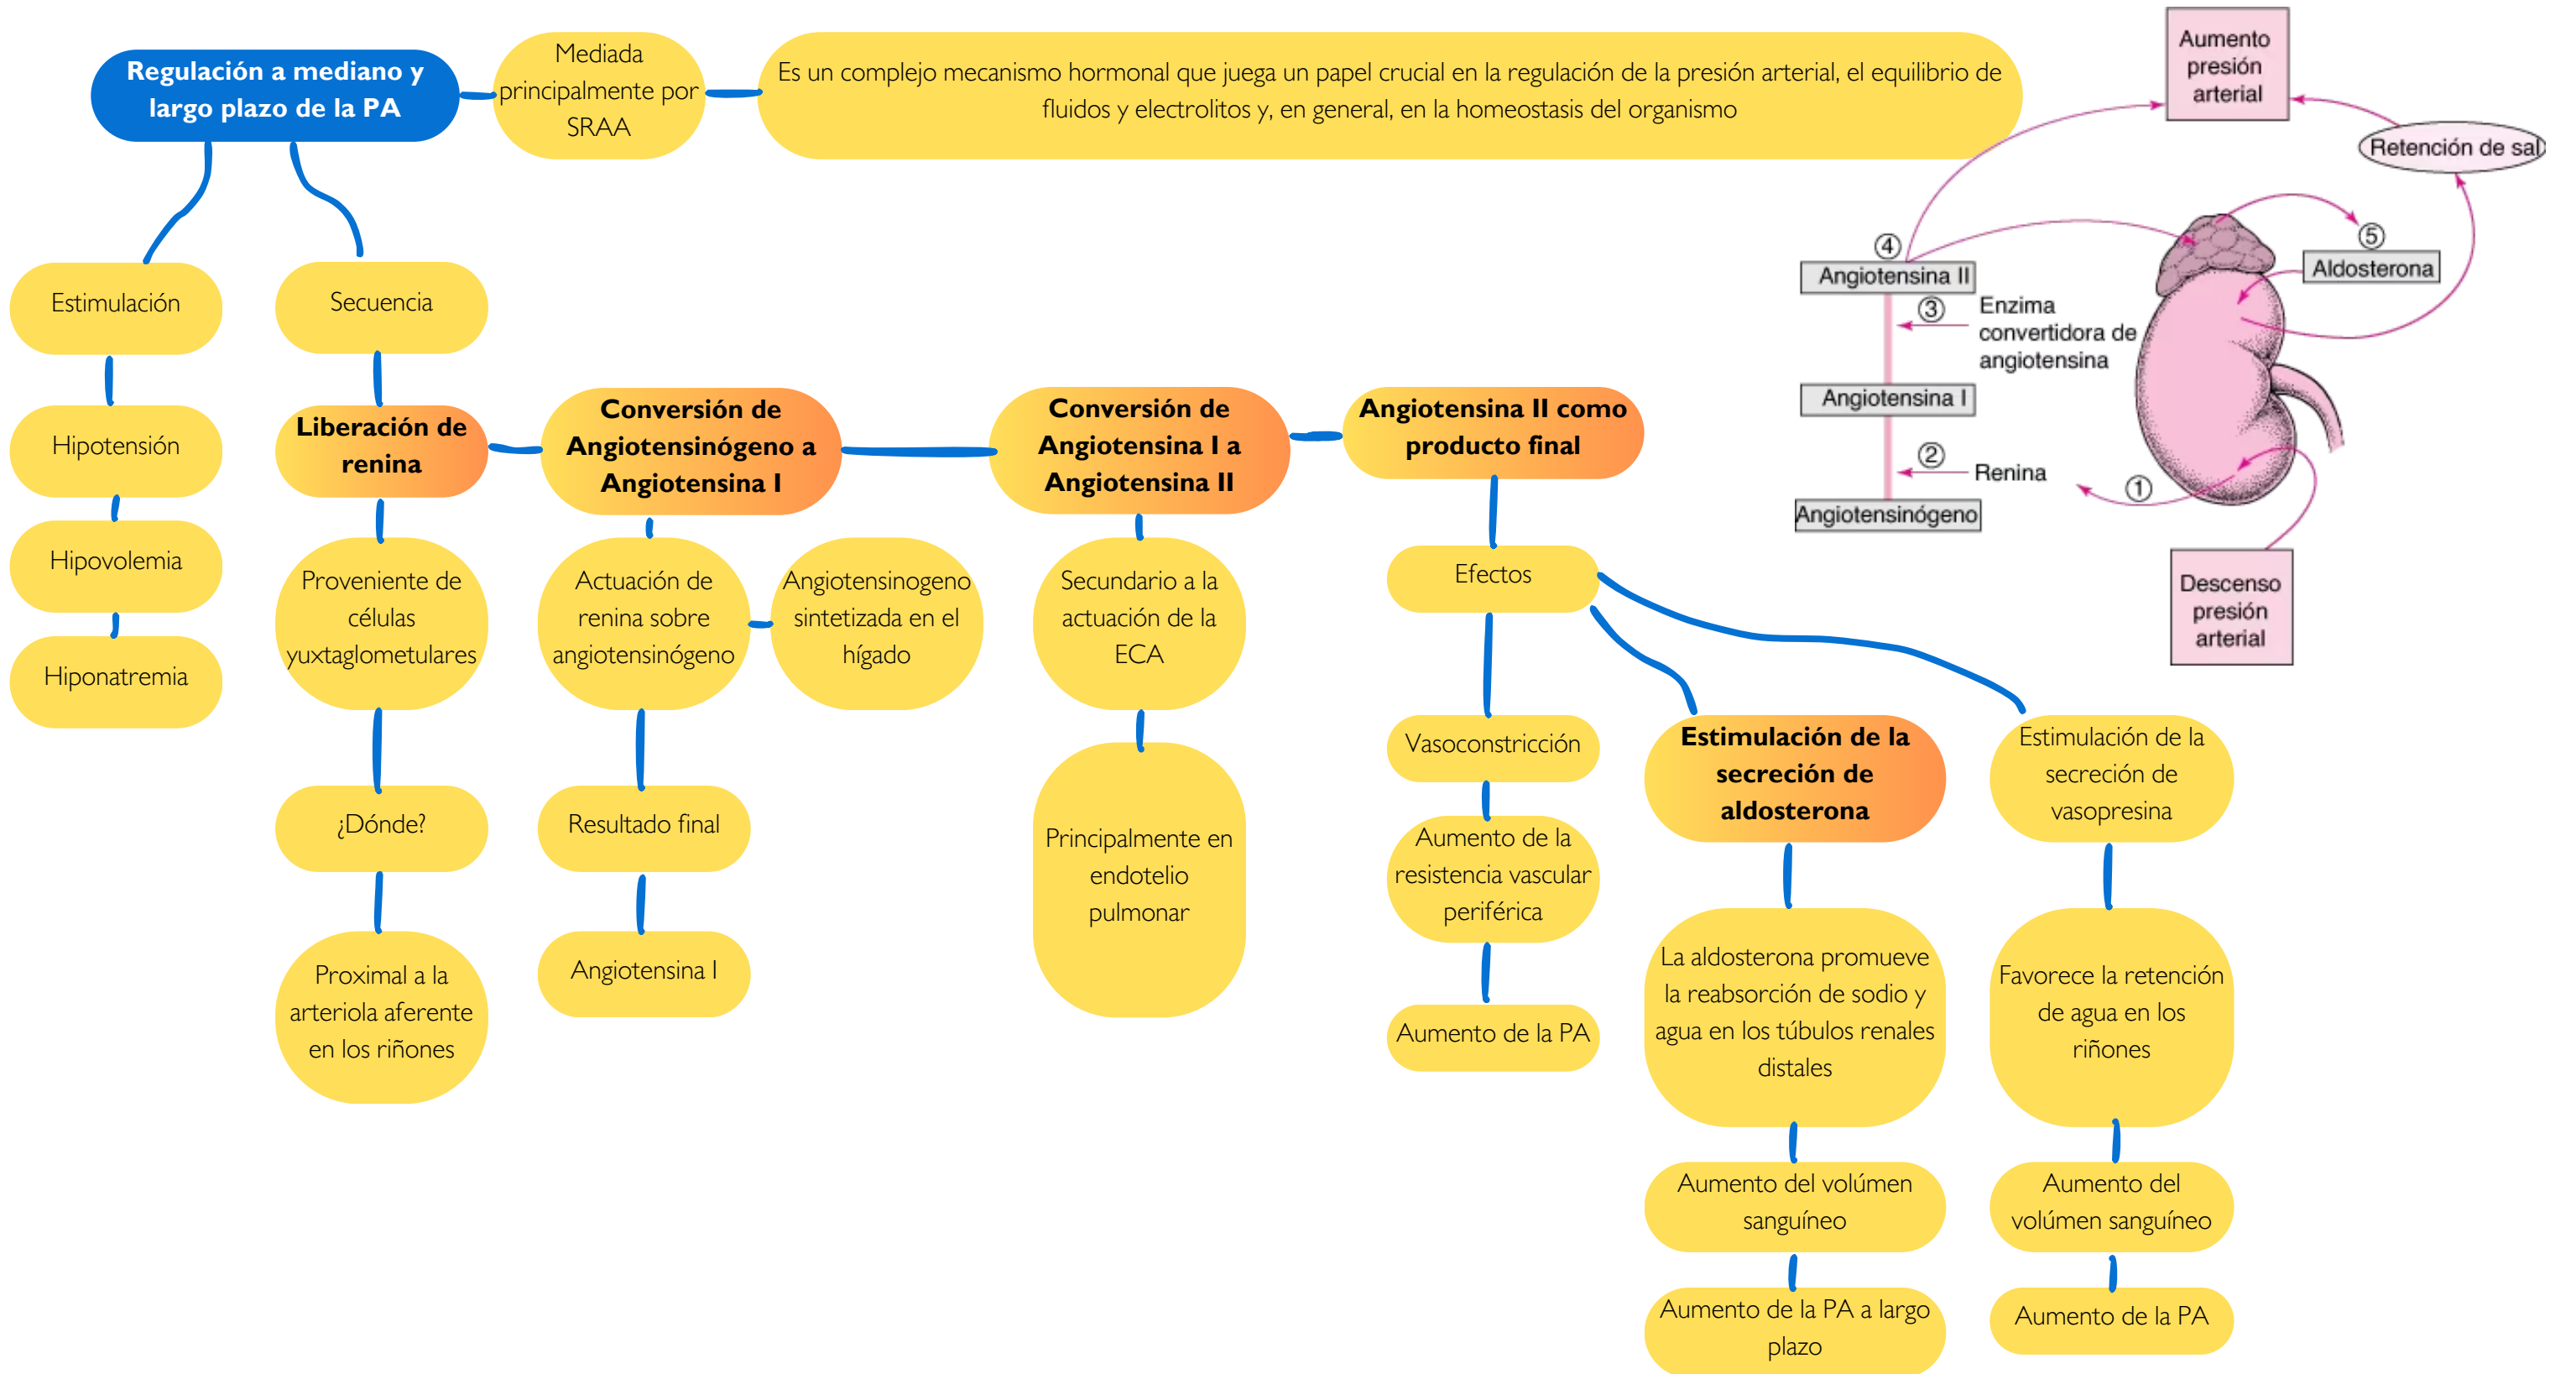 Regulación a mediano y
largo plazo de la PA
Mediada
principalmente por
SRAA
Es un complejo mecanismo hormonal que juega un papel crucial en la regulación de la presión arterial, el equilibrio de
fluidos y electrolitos y, en general, en la homeostasis del organismo
Estimulación
Hipotensión
Hipovolemia
Hiponatremia
Secuencia
Liberación de
renina
Proveniente de
células
yuxtaglometulares
¿Dónde?
Proximal a la
arteriola aferente
en los riñones
Conversión de
Angiotensinógeno a
Angiotensina I
Actuación de
renina sobre
angiotensinógeno
Angiotensinogeno
sintetizada en el
hígado
Resultado final
Angiotensina I
Conversión de
Angiotensina I a
Angiotensina II
Secundario a la
actuación de la
ECA
Principalmente en
endotelio
pulmonar
Angiotensina II como
producto final
Efectos
Vasoconstricción
Aumento de la
resistencia vascular
periférica
Aumento de la PA
Estimulación de la
secreción de
aldosterona
La aldosterona promueve
la reabsorción de sodio y
agua en los túbulos renales
distales
Aumento del volúmen
sanguíneo
Aumento de la PA a largo
plazo
Estimulación de la
secreción de
vasopresina
Favorece la retención
de agua en los
riñones
Aumento del
volúmen sanguíneo
Aumento de la PA
Aumento
presión
arterial
Retención de sal
4
Angiotensina II
5
Aldosterona
3
Enzima
convertidora de
angiotensina
Angiotensina I
2
Renina
1
Angiotensinógeno
Descenso
presión
arterial